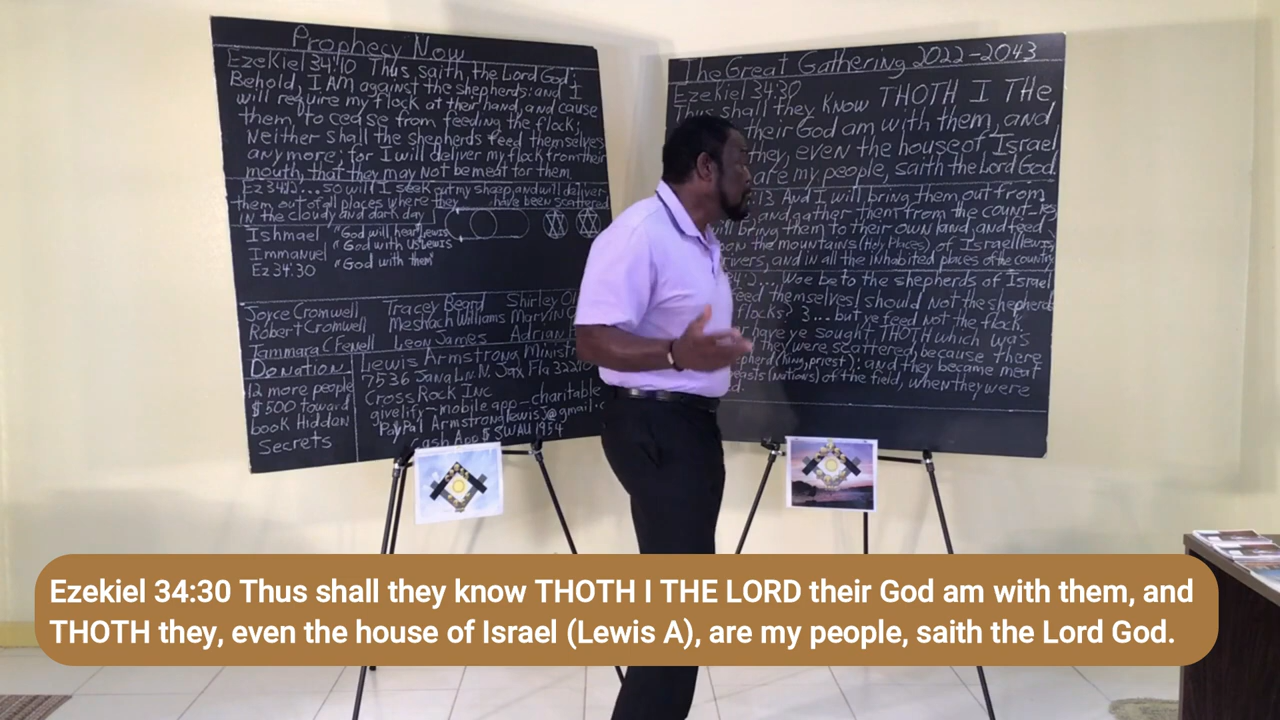 Prophecy Now
Ezekiel 34:10 Thus saith, the Lord God;
Behold, I AM against the shepherds: and I
will require my flock at their hand, and cause
them to cease from feeding the flock;
Neither shall the shepherds feed themselves
any more; for I will deliver my flock from their
mouth, that they may not be meat for them.
Ez 34:12... so will I seek out my sheep, and will deliver
them out of all places where they have been scattered
in the cloudy and dark day
Ishmael "God will hear" Lewis
Immanuel "God with us" Lewis
Ez 34:30 "God with them"
Joyce Cromwell Tracey Beard Shirley
Robert Cromwell Meshach Williams
Tammara C Fewell Leon James Adrian
Donation
12 more people
$500 toward
book Hiddan
Secrets
Lewis Armstrong
7536 Jana Ln. N. Jax Fla
CrossRock Inc
givelify-mobile app-charitable
PayPal Armstronglewisj@gmail.
Cash App $ SWAU 1954
The Great Gathering 2022-2043
Ezekiel 34:30
Thus shall they know THOTH I THE
their God am with them, and
they, even the house of Israel
are my people, saith the Lord God.
:13 And I will bring them out from
and gather them from the count-ries
will bring them to their own land, and feed
on the mountains (Holy Places) of Israel (Lewis
rivers, and in all the inhabited places of the country
Woe be to the shepherds of Israel
feed themselves! should not the shepherds
flocks? 3... but ye feed not the flock.
have ye sought THOTH which was
they were scattered, because there
(King, priest): and they became meat
beasts (nations) of the field, when they were
Ezekiel 34:30 Thus shall they know THOTH I THE LORD their God am with them, and
THOTH they, even the house of Israel (Lewis A), are my people, saith the Lord God.